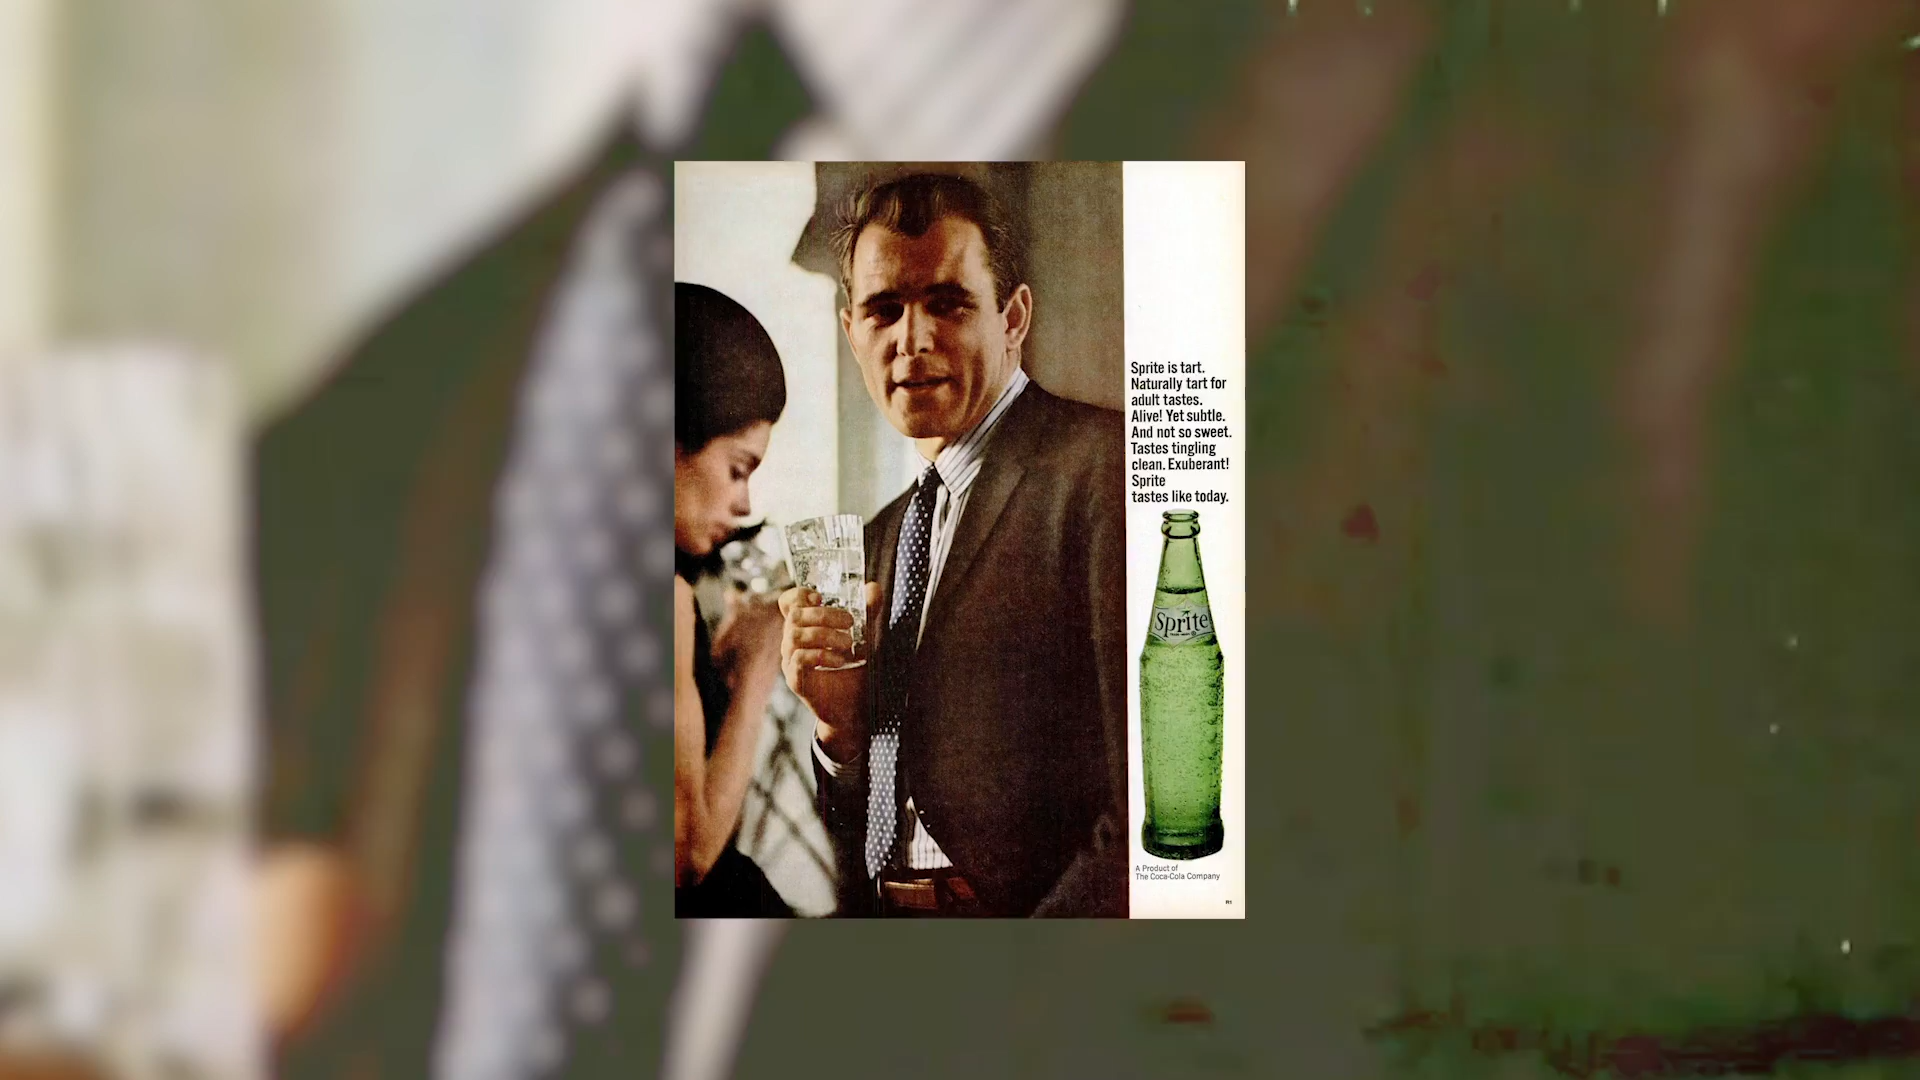 Sprite is tart.
Naturally tart for
adult tastes.
Alive! Yet subtle.
And not so sweet.
Tastes tingling
clean. Exuberant!
Sprite
tastes like today.
Sprite
A Product of
The Coca-Cola Company